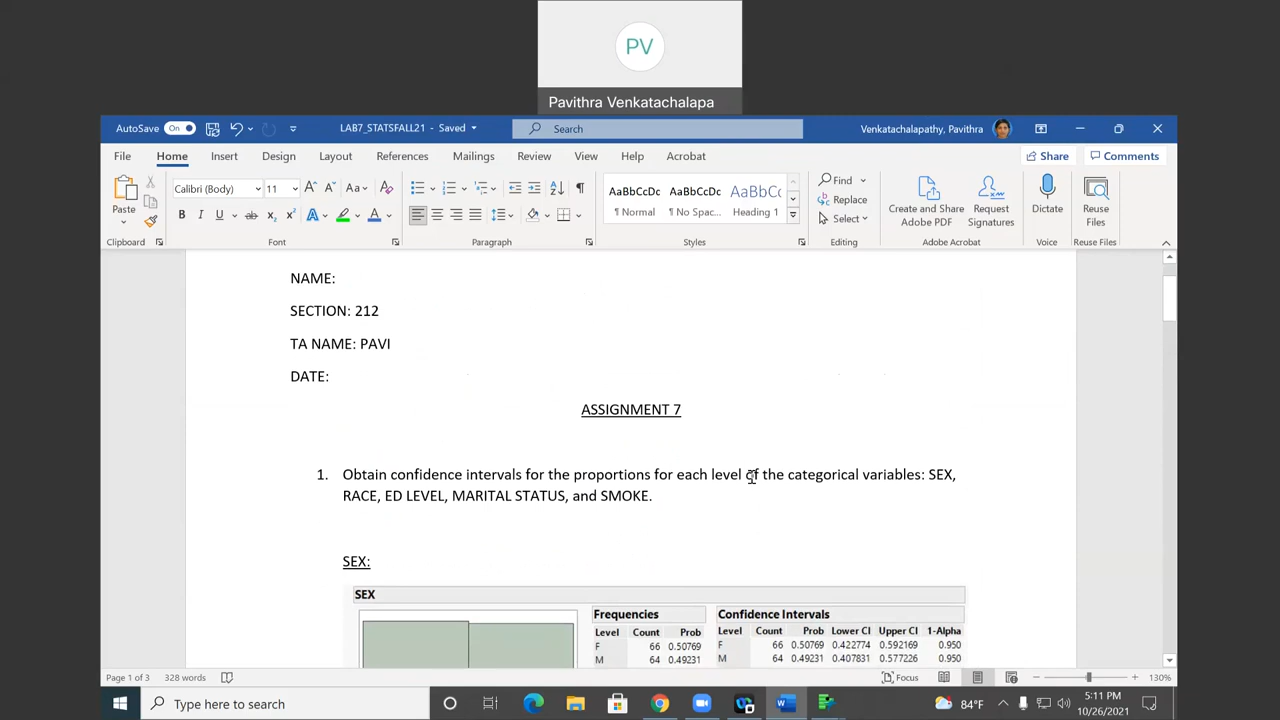 PV
Pavithra Venkatachalapa
AutoSave On LAB7_STATSFALL21 - Saved Search Venkatachalapathy, Pavithra
File Home Insert Design Layout References Mailings Review View Help Acrobat Share Comments
Paste Calibri (Body) 11 Aa AaBbCcDc AaBbCcDc AaBbCc Find Replace Select Create and Share Adobe PDF Request Signatures Dictate Reuse Files
¶ Normal ¶ No Spac... Heading 1
Clipboard Font Paragraph Styles Editing Adobe Acrobat Voice Reuse Files
NAME:
SECTION: 212
TA NAME: PAVI
DATE:
ASSIGNMENT 7
1. Obtain confidence intervals for the proportions for each level of the categorical variables: SEX,
RACE, ED LEVEL, MARITAL STATUS, and SMOKE.
SEX:
SEX
Frequencies Confidence Intervals
Level Count Prob Level Count Prob Lower CI Upper CI 1-Alpha
F 66 0.50769 F 66 0.50769 0.422774 0.592169 0.950
M 64 0.49231 M 64 0.49231 0.407831 0.577226 0.950
Page 1 of 3 328 words Focus 130%
Type here to search 84°F 5:11 PM
10/26/2021